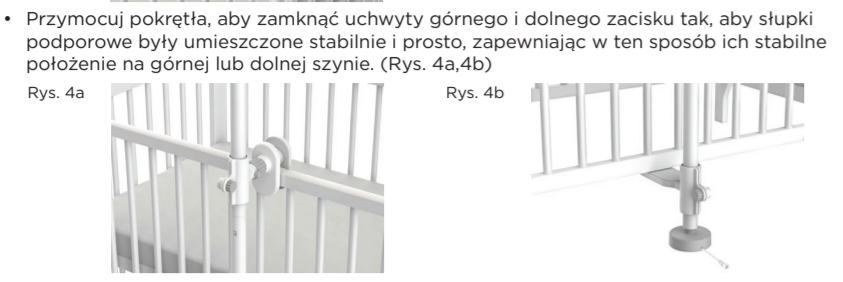 • Przymocuj pokrętła, aby zamknąć uchwyty górnego i dolnego zacisku tak, aby słupki
podporowe były umieszczone stabilnie i prosto, zapewniając w ten sposób ich stabilne
położenie na górnej lub dolnej szynie. (Rys. 4a,4b)
Rys. 4a
Rys. 4b